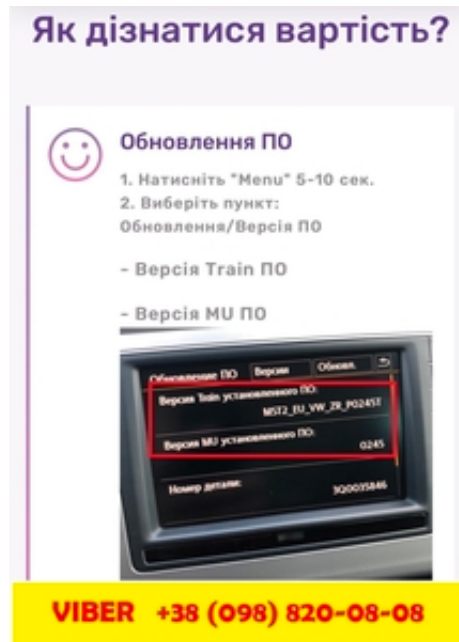 Як дізнатися вартість?
Обновлення ПО
1. Натисніть "Menu" 5-10 сек.
2. Виберіть пункт:
Обновлення/Версія ПО
- Версія Train ПО
- Версія MU ПО
Обновление ПО Версии Обновл.
Версия Train установленного ПО:
MST2_EU_VW_ZR_P0245T
Версия MU установленного ПО:
0245
Номер детали:
3Q0035846
VIBER +38 (098) 820-08-08